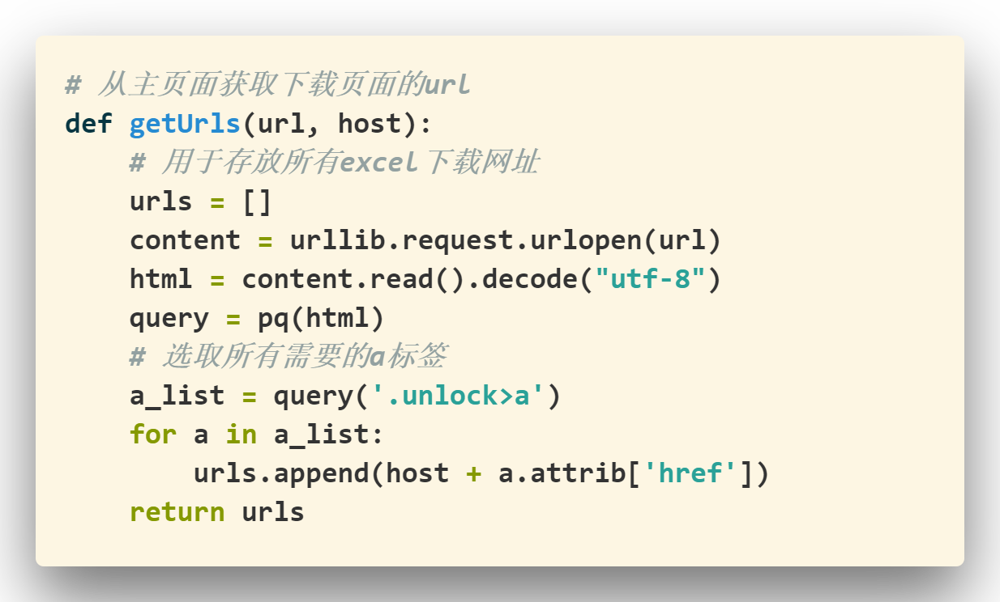 # 从主页面获取下载页面的url
def getUrls(url, host):
    # 用于存放所有excel下载网址
    urls = []
    content = urllib.request.urlopen(url)
    html = content.read().decode("utf-8")
    query = pq(html)
    # 选取所有需要的a标签
    a_list = query('.unlock>a')
    for a in a_list:
        urls.append(host + a.attrib['href'])
    return urls